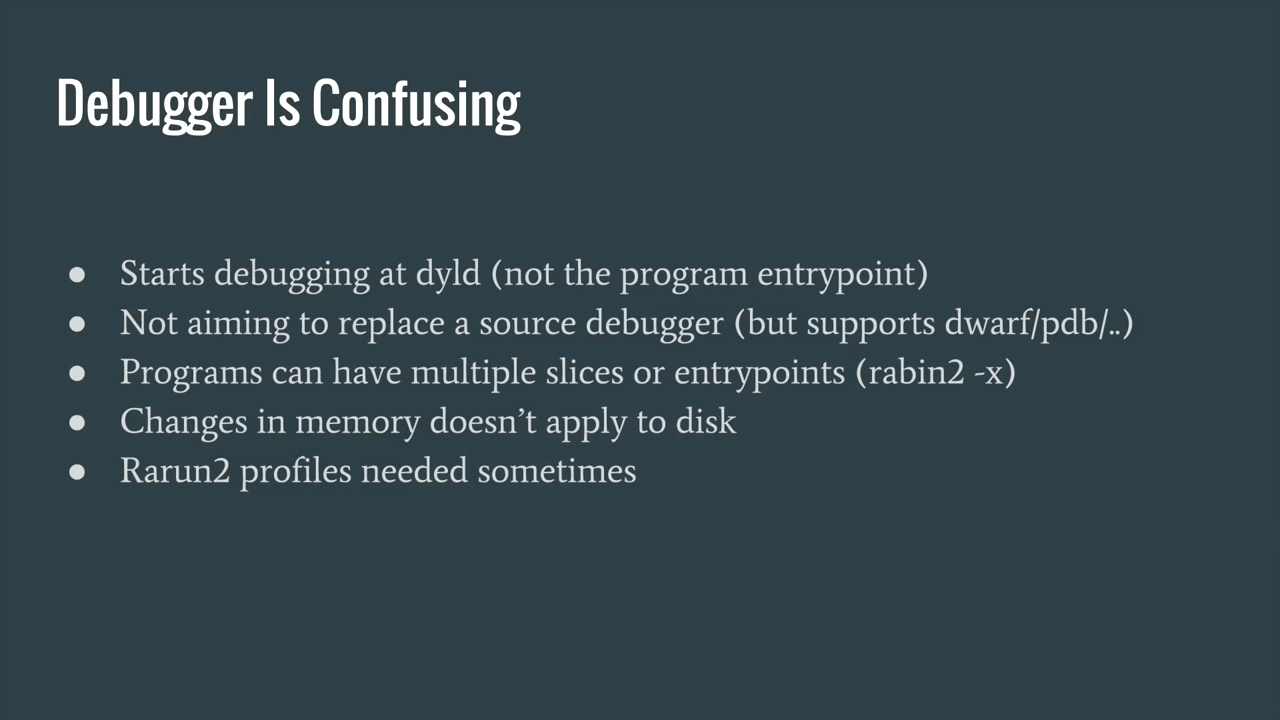 Debugger Is Confusing
● Starts debugging at dyld (not the program entrypoint)
● Not aiming to replace a source debugger (but supports dwarf/pdb/..)
● Programs can have multiple slices or entrypoints (rabin2 -x)
● Changes in memory doesn’t apply to disk
● Rarun2 profiles needed sometimes